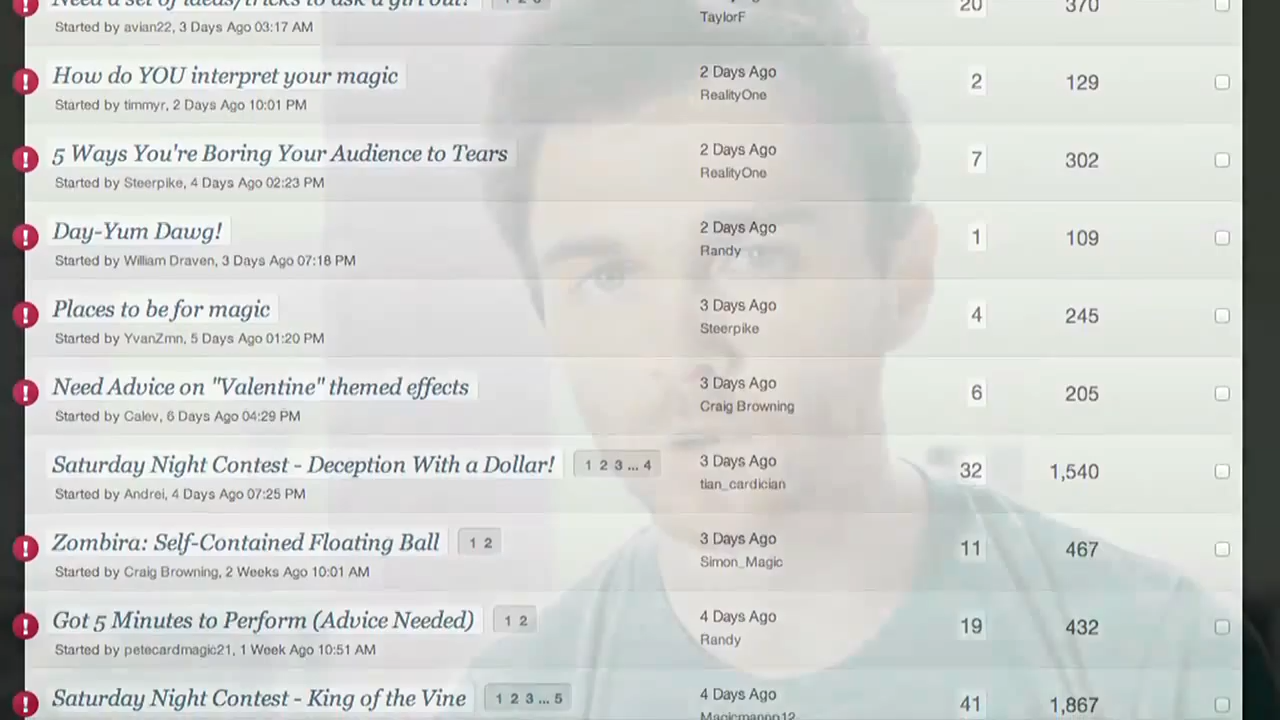 Need a set of ideas/tricks to ask a girl out!
TaylorF
20
370
Started by avian22, 3 Days Ago 03:17 AM
How do YOU interpret your magic
2 Days Ago
2
129
Started by timmyr, 2 Days Ago 10:01 PM
RealityOne
5 Ways You're Boring Your Audience to Tears
2 Days Ago
7
302
Started by Steerpike, 4 Days Ago 02:23 PM
RealityOne
Day-Yum Dawg!
2 Days Ago
1
109
Started by William Draven, 3 Days Ago 07:18 PM
Randy
Places to be for magic
3 Days Ago
4
245
Started by YvanZmn, 5 Days Ago 01:20 PM
Steerpike
Need Advice on "Valentine" themed effects
3 Days Ago
6
205
Started by Calev, 6 Days Ago 04:29 PM
Craig Browning
Saturday Night Contest - Deception With a Dollar!
1 2 3 ... 4
3 Days Ago
32
1,540
Started by Andrei, 4 Days Ago 07:25 PM
tian_cardician
Zombira: Self-Contained Floating Ball
1 2
3 Days Ago
11
467
Started by Craig Browning, 2 Weeks Ago 10:01 AM
Simon_Magic
Got 5 Minutes to Perform (Advice Needed)
1 2
4 Days Ago
19
432
Started by petecardmagic21, 1 Week Ago 10:51 AM
Randy
Saturday Night Contest - King of the Vine
1 2 3 ... 5
4 Days Ago
41
1,867
Magicmannn12